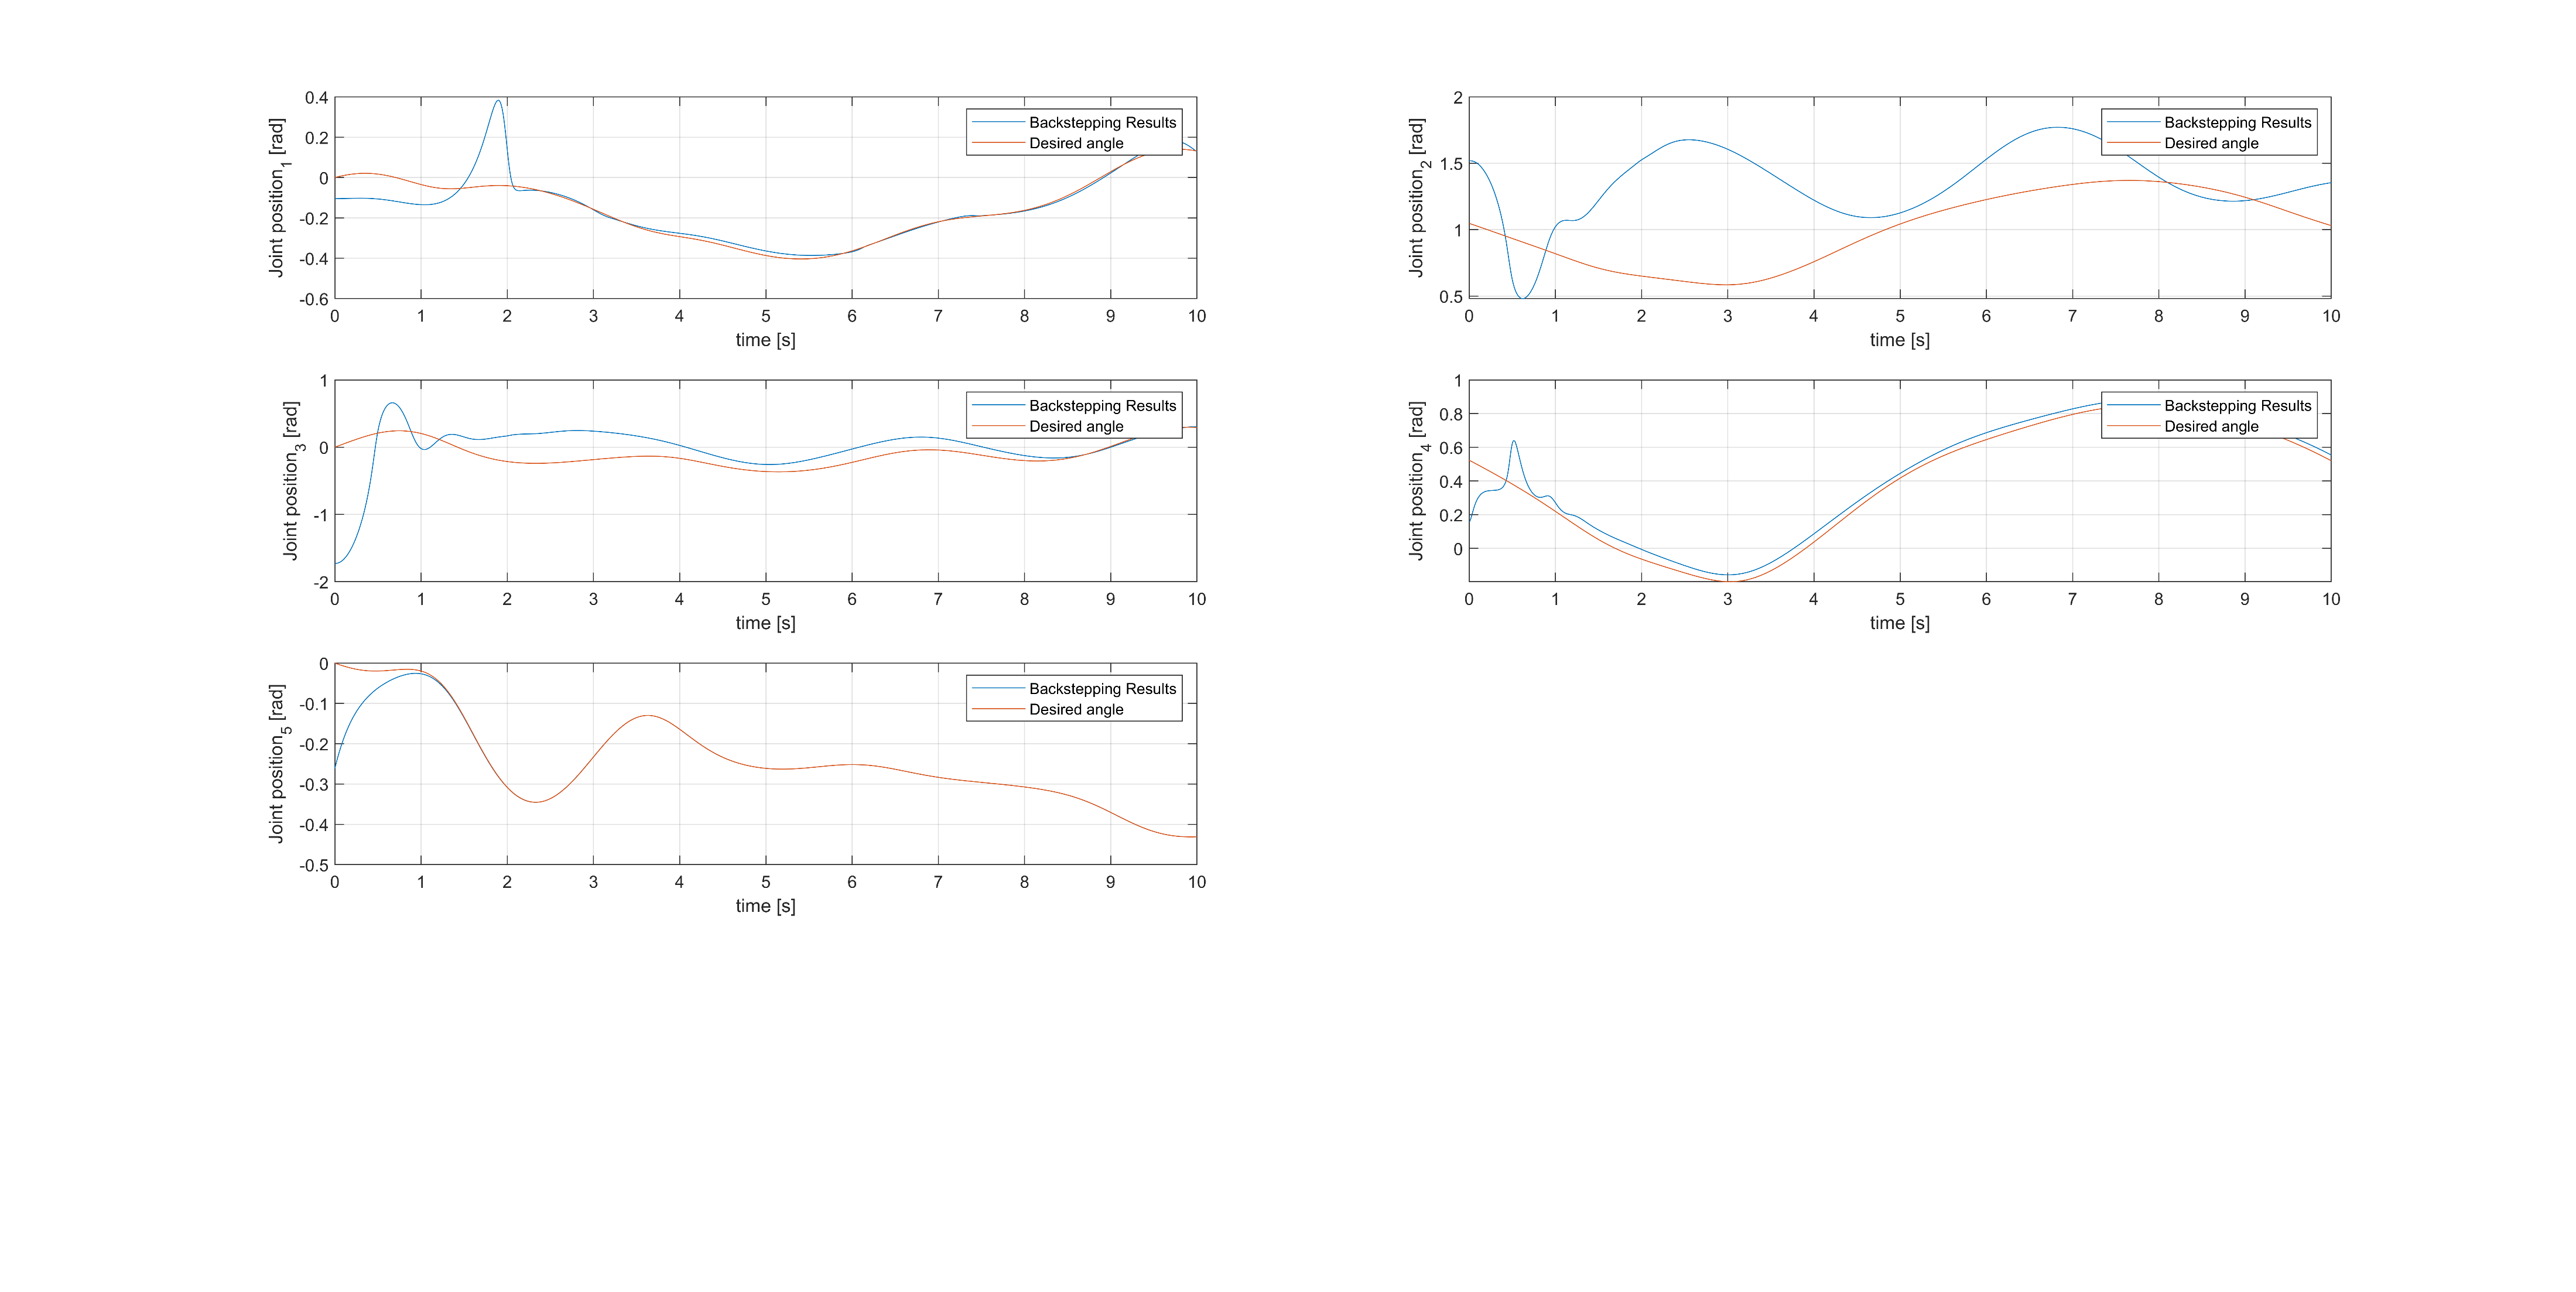 0.4
0.2
0
-0.2
-0.4
-0.6
Joint position1 [rad]
Backstepping Results
Desired angle
0 1 2 3 4 5 6 7 8 9 10
time [s]
2
1.5
1
0.5
Joint position2 [rad]
Backstepping Results
Desired angle
0 1 2 3 4 5 6 7 8 9 10
time [s]
1
0
-1
-2
Joint position3 [rad]
Backstepping Results
Desired angle
0 1 2 3 4 5 6 7 8 9 10
time [s]
1
0.8
0.6
0.4
0.2
0
Joint position4 [rad]
Backstepping Results
Desired angle
0 1 2 3 4 5 6 7 8 9 10
time [s]
0
-0.1
-0.2
-0.3
-0.4
-0.5
Joint position5 [rad]
Backstepping Results
Desired angle
0 1 2 3 4 5 6 7 8 9 10
time [s]